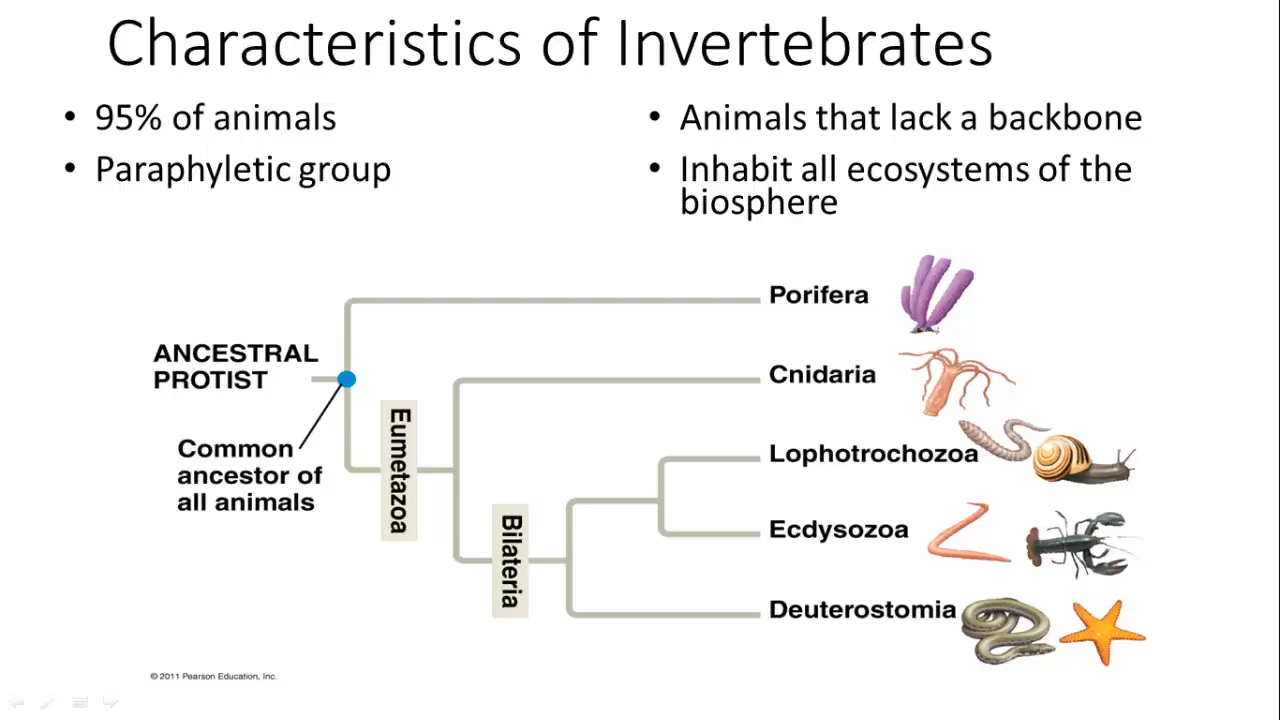 Characteristics of Invertebrates
• 95% of animals
• Paraphyletic group
• Animals that lack a backbone
• Inhabit all ecosystems of the
biosphere
Porifera
ANCESTRAL
PROTIST
Cnidaria
Common
ancestor of
all animals
Eumetazoa
Lophotrochozoa
Bilateria
Ecdysozoa
Deuterostomia
© 2011 Pearson Education, Inc.